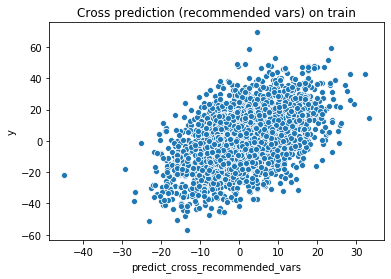 Cross prediction (recommended vars) on train
60
40
20
0
−20
−40
−60
y
−40 −30 −20 −10 0 10 20 30
predict_cross_recommended_vars